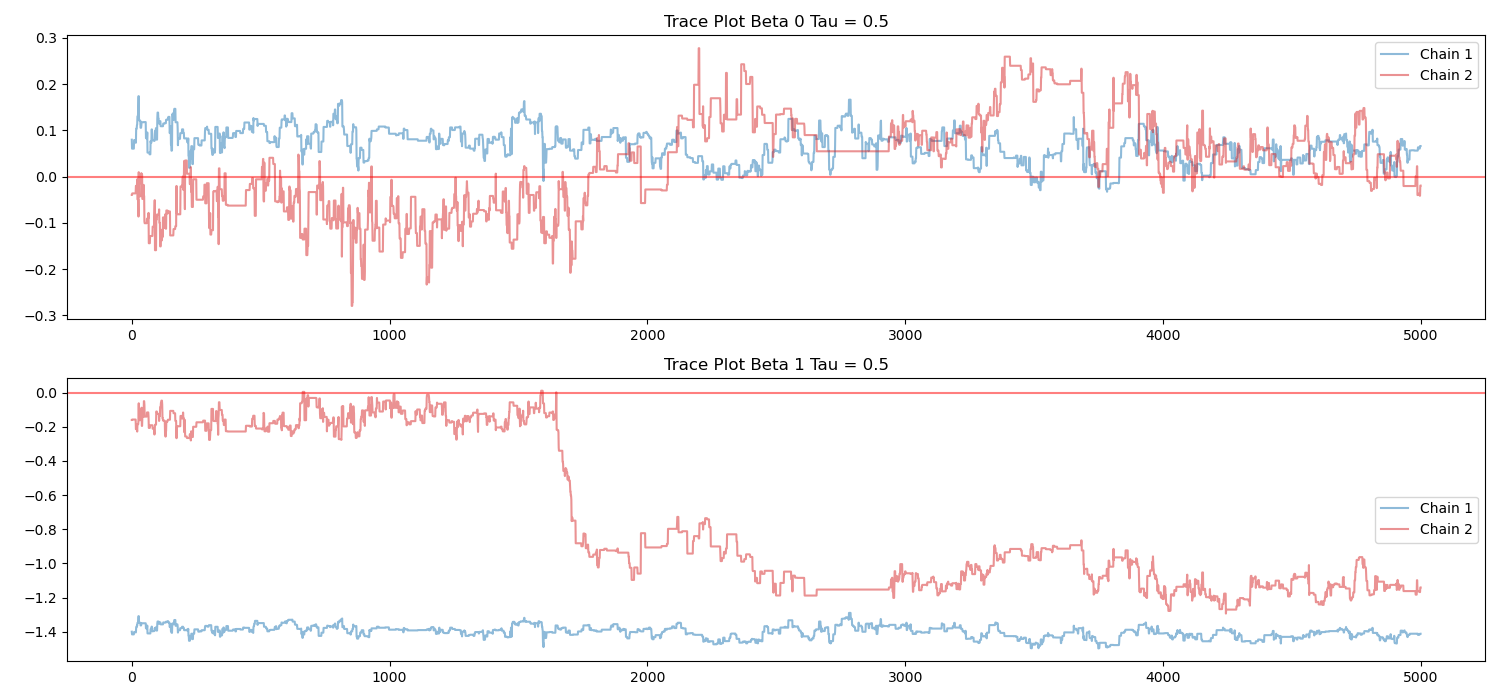 Trace Plot Beta 0 Tau = 0.5
0.3
0.2
0.1
0.0
−0.1
−0.2
−0.3
Chain 1
Chain 2
0 1000 2000 3000 4000 5000
Trace Plot Beta 1 Tau = 0.5
0.0
−0.2
−0.4
−0.6
−0.8
−1.0
−1.2
−1.4
Chain 1
Chain 2
0 1000 2000 3000 4000 5000